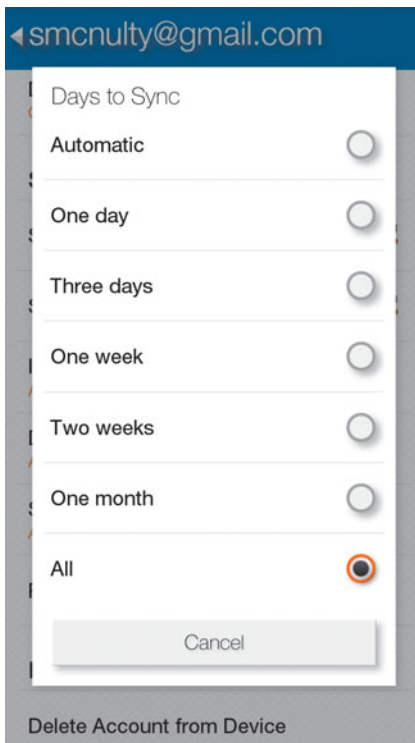 smcnulty@gmail.com
Days to Sync
Automatic
One day
Three days
One week
Two weeks
One month
All
Cancel
Delete Account from Device